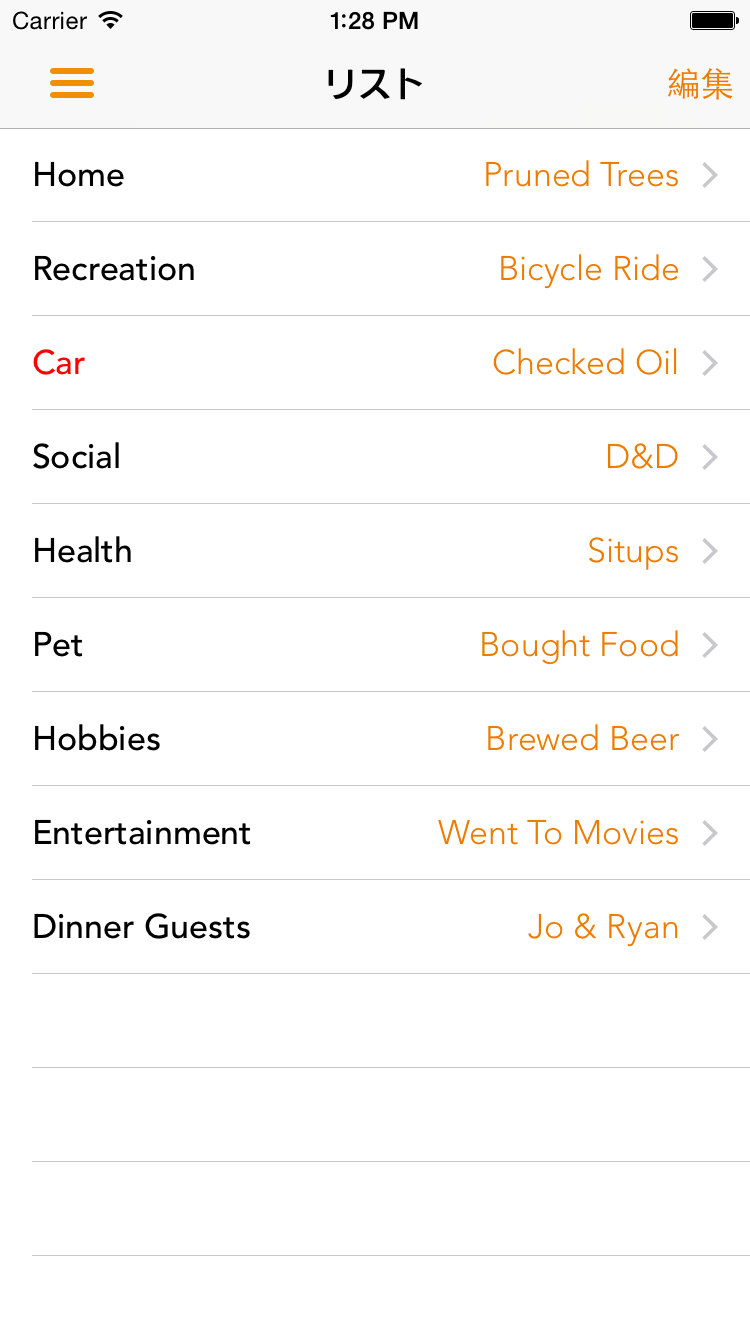 Carrier 1:28 PM
リスト 編集
Home Pruned Trees
Recreation Bicycle Ride
Car Checked Oil
Social D&D
Health Situps
Pet Bought Food
Hobbies Brewed Beer
Entertainment Went To Movies
Dinner Guests Jo & Ryan